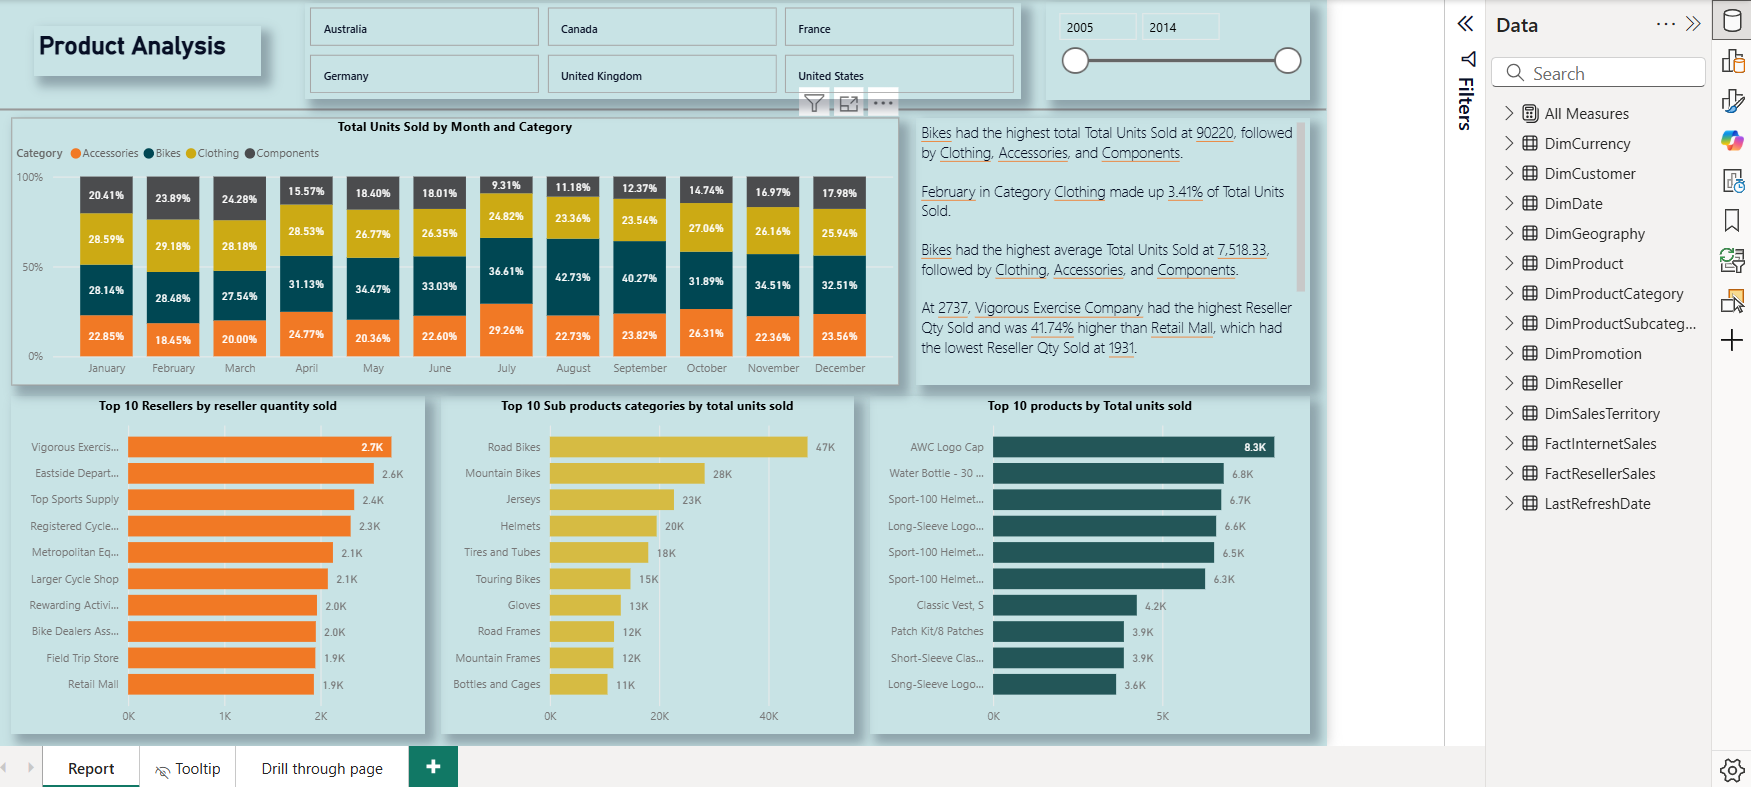 Product Analysis
Australia
Canada
France
Germany
United Kingdom
United States
2005
2014
Total Units Sold by Month and Category
Category Accessories Bikes Clothing Components
100%
50%
0%
20.41% 23.89% 24.28% 15.57% 18.40% 18.01% 9.31% 11.18% 12.37% 14.74% 16.97% 17.98%
28.59% 29.18% 28.18% 28.53% 26.77% 26.35% 24.82% 23.36% 23.54% 27.06% 26.16% 25.94%
28.14% 28.48% 27.54% 31.13% 34.47% 33.03% 36.61% 42.73% 40.27% 31.89% 34.51% 32.51%
22.85% 18.45% 20.00% 24.77% 20.36% 22.60% 29.26% 22.73% 23.82% 26.31% 22.36% 23.56%
January February March April May June July August September October November December
Bikes had the highest total Total Units Sold at 90220, followed
by Clothing, Accessories, and Components.
February in Category Clothing made up 3.41% of Total Units
Sold.
Bikes had the highest average Total Units Sold at 7,518.33,
followed by Clothing, Accessories, and Components.
At 2737, Vigorous Exercise Company had the highest Reseller
Qty Sold and was 41.74% higher than Retail Mall, which had
the lowest Reseller Qty Sold at 1931.
Top 10 Resellers by reseller quantity sold
Vigorous Exercis... 2.7K
Eastside Depart... 2.6K
Top Sports Supply 2.4K
Registered Cycle... 2.3K
Metropolitan Eq... 2.1K
Larger Cycle Shop 2.1K
Rewarding Activi... 2.0K
Bike Dealers Ass... 2.0K
Field Trip Store 1.9K
Retail Mall 1.9K
0K 1K 2K
Top 10 Sub products categories by total units sold
Road Bikes 47K
Mountain Bikes 28K
Jerseys 23K
Helmets 20K
Tires and Tubes 18K
Touring Bikes 15K
Gloves 13K
Road Frames 12K
Mountain Frames 12K
Bottles and Cages 11K
0K 20K 40K
Top 10 products by Total units sold
AWC Logo Cap 8.3K
Water Bottle - 30 ... 6.8K
Sport-100 Helmet... 6.7K
Long-Sleeve Logo... 6.6K
Sport-100 Helmet... 6.5K
Sport-100 Helmet... 6.3K
Classic Vest, S 4.2K
Patch Kit/8 Patches 3.9K
Short-Sleeve Clas... 3.9K
Long-Sleeve Logo... 3.6K
0K 5K
Report
Tooltip
Drill through page
Filters
Data
Search
All Measures
DimCurrency
DimCustomer
DimDate
DimGeography
DimProduct
DimProductCategory
DimProductSubcateg...
DimPromotion
DimReseller
DimSalesTerritory
FactInternetSales
FactResellerSales
LastRefreshDate